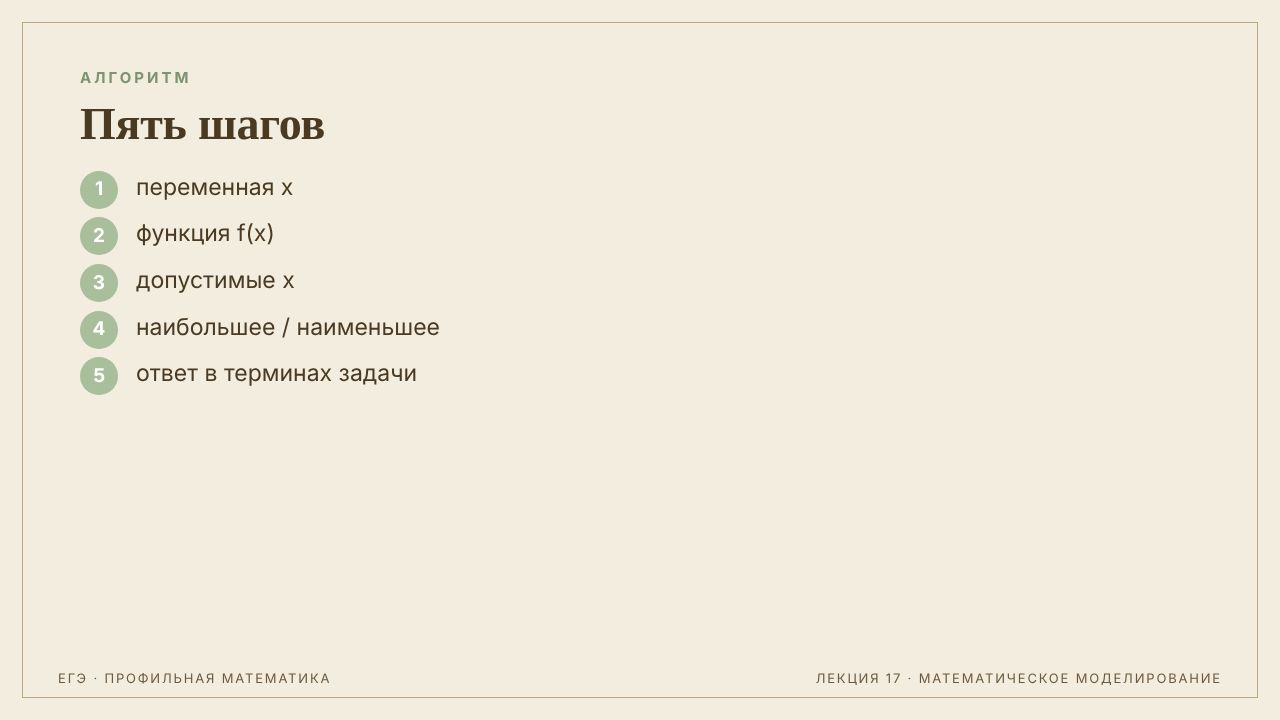 АЛГОРИТМ
Пять шагов
1 переменная x
2 функция f(x)
3 допустимые x
4 наибольшее / наименьшее
5 ответ в терминах задачи
ЕГЭ · ПРОФИЛЬНАЯ МАТЕМАТИКА
ЛЕКЦИЯ 17 · МАТЕМАТИЧЕСКОЕ МОДЕЛИРОВАНИЕ